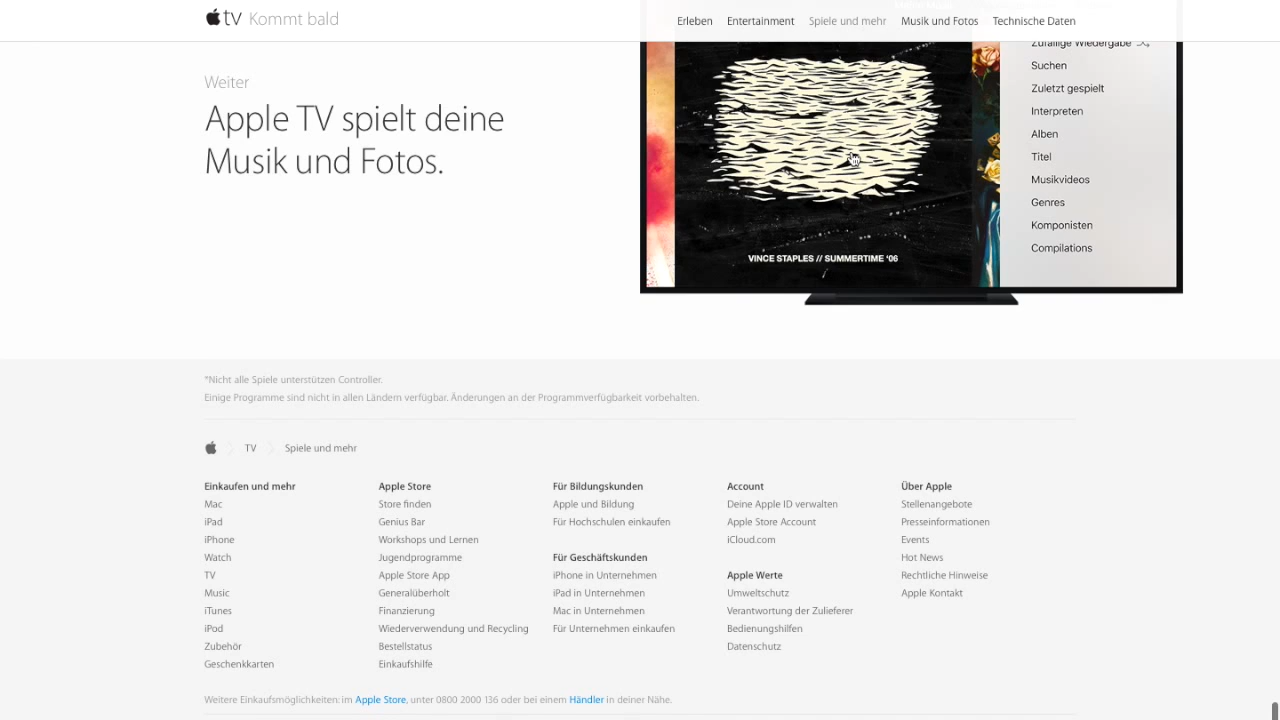 tv Kommt bald
Erleben Entertainment Spiele und mehr Musik und Fotos Technische Daten
Weiter
Apple TV spielt deine
Musik und Fotos.
Zufällige Wiedergabe
Suchen
Zuletzt gespielt
Interpreten
Alben
Titel
Musikvideos
Genres
Komponisten
Compilations
VINCE STAPLES // SUMMERTIME '06
*Nicht alle Spiele unterstützen Controller.
Einige Programme sind nicht in allen Ländern verfügbar. Änderungen an der Programmverfügbarkeit vorbehalten.
TV Spiele und mehr
Einkaufen und mehr
Mac
iPad
iPhone
Watch
TV
Music
iTunes
iPod
Zubehör
Geschenkkarten
Apple Store
Store finden
Genius Bar
Workshops und Lernen
Jugendprogramme
Apple Store App
Generalüberholt
Finanzierung
Wiederverwendung und Recycling
Bestellstatus
Einkaufshilfe
Für Bildungskunden
Apple und Bildung
Für Hochschulen einkaufen
Für Geschäftskunden
iPhone in Unternehmen
iPad in Unternehmen
Mac in Unternehmen
Für Unternehmen einkaufen
Account
Deine Apple ID verwalten
Apple Store Account
iCloud.com
Apple Werte
Umweltschutz
Verantwortung der Zulieferer
Bedienungshilfen
Datenschutz
Über Apple
Stellenangebote
Presseinformationen
Events
Hot News
Rechtliche Hinweise
Apple Kontakt
Weitere Einkaufsmöglichkeiten: im Apple Store, unter 0800 2000 136 oder bei einem Händler in deiner Nähe.